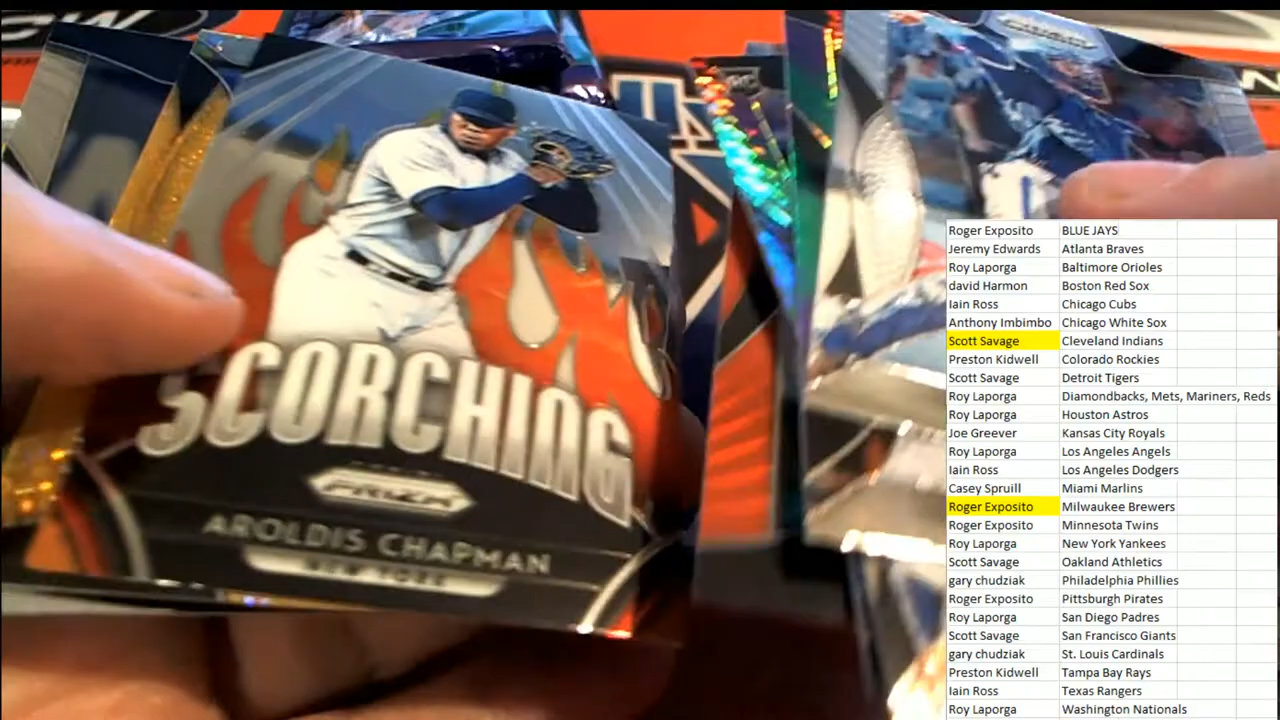 SCORCHING
PRIZM
AROLDIS CHAPMAN
NEW YORK
Roger Exposito BLUE JAYS
Jeremy Edwards Atlanta Braves
Roy Laporga Baltimore Orioles
david Harmon Boston Red Sox
Iain Ross Chicago Cubs
Anthony Imbimbo Chicago White Sox
Scott Savage Cleveland Indians
Preston Kidwell Colorado Rockies
Scott Savage Detroit Tigers
Roy Laporga Diamondbacks, Mets, Mariners, Reds
Roy Laporga Houston Astros
Joe Greever Kansas City Royals
Roy Laporga Los Angeles Angels
Iain Ross Los Angeles Dodgers
Casey Spruill Miami Marlins
Roger Exposito Milwaukee Brewers
Roger Exposito Minnesota Twins
Roy Laporga New York Yankees
Scott Savage Oakland Athletics
gary chudziak Philadelphia Phillies
Roger Exposito Pittsburgh Pirates
Roy Laporga San Diego Padres
Scott Savage San Francisco Giants
gary chudziak St. Louis Cardinals
Preston Kidwell Tampa Bay Rays
Iain Ross Texas Rangers
Roy Laporga Washington Nationals